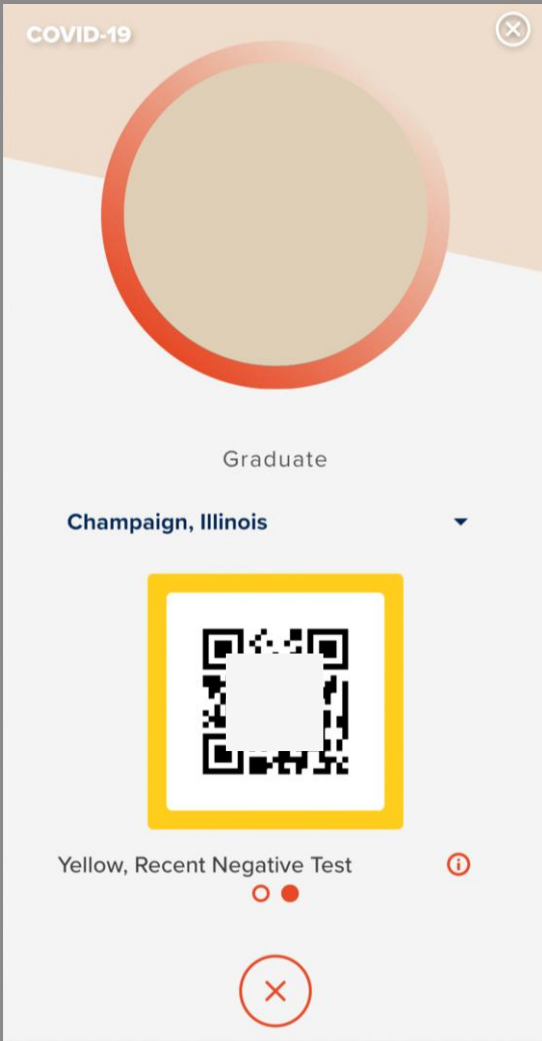 COVID-19
Graduate
Champaign, Illinois
Yellow, Recent Negative Test